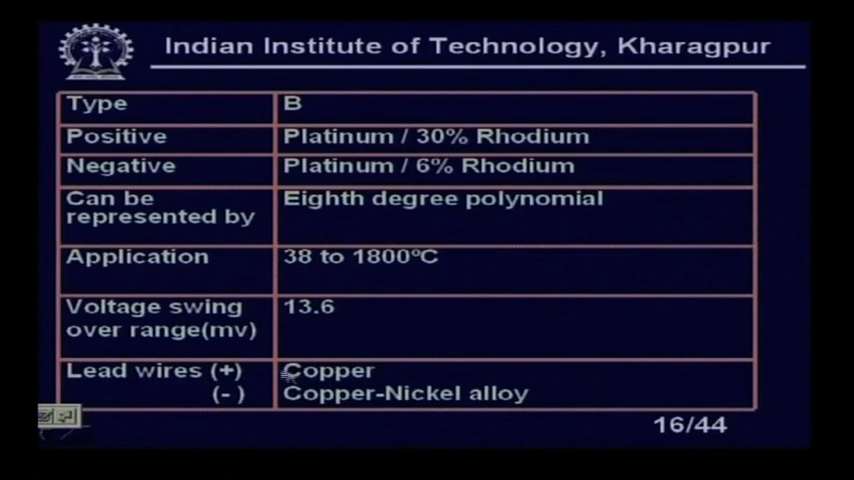 Indian Institute of Technology, Kharagpur
Type B
Positive Platinum / 30% Rhodium
Negative Platinum / 6% Rhodium
Can be Eighth degree polynomial
represented by
Application 38 to 1800ºC
Voltage swing 13.6
over range(mv)
Lead wires (+) Copper
(- ) Copper-Nickel alloy
16/44